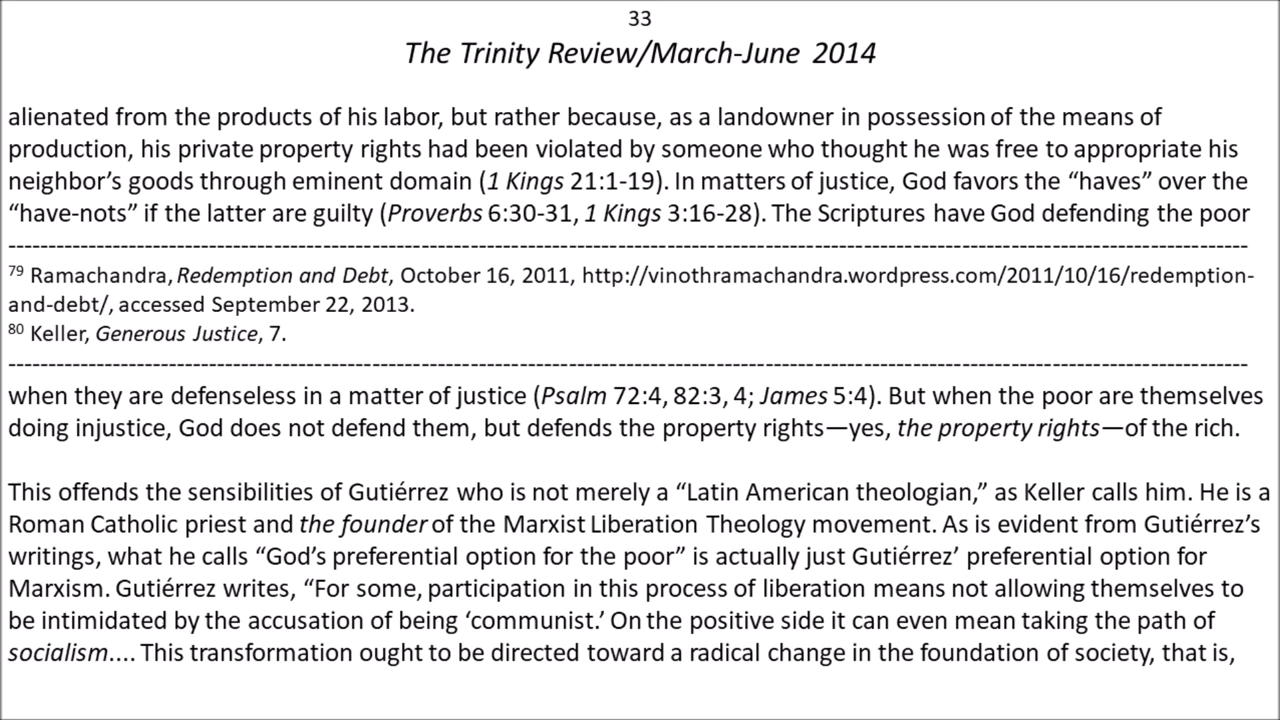 33
The Trinity Review/March-June 2014
alienated from the products of his labor, but rather because, as a landowner in possession of the means of
production, his private property rights had been violated by someone who thought he was free to appropriate his
neighbor’s goods through eminent domain (1 Kings 21:1-19). In matters of justice, God favors the “haves” over the
“have-nots” if the latter are guilty (Proverbs 6:30-31, 1 Kings 3:16-28). The Scriptures have God defending the poor
-----------------------------------------------------------------------------------------------------------------------------------------------------------
79 Ramachandra, Redemption and Debt, October 16, 2011, http://vinothramachandra.wordpress.com/2011/10/16/redemption-
and-debt/, accessed September 22, 2013.
80 Keller, Generous Justice, 7.
-----------------------------------------------------------------------------------------------------------------------------------------------------------
when they are defenseless in a matter of justice (Psalm 72:4, 82:3, 4; James 5:4). But when the poor are themselves
doing injustice, God does not defend them, but defends the property rights—yes, the property rights—of the rich.
This offends the sensibilities of Gutiérrez who is not merely a “Latin American theologian,” as Keller calls him. He is a
Roman Catholic priest and the founder of the Marxist Liberation Theology movement. As is evident from Gutiérrez’s
writings, what he calls “God’s preferential option for the poor” is actually just Gutiérrez’ preferential option for
Marxism. Gutiérrez writes, “For some, participation in this process of liberation means not allowing themselves to
be intimidated by the accusation of being ‘communist.’ On the positive side it can even mean taking the path of
socialism.... This transformation ought to be directed toward a radical change in the foundation of society, that is,